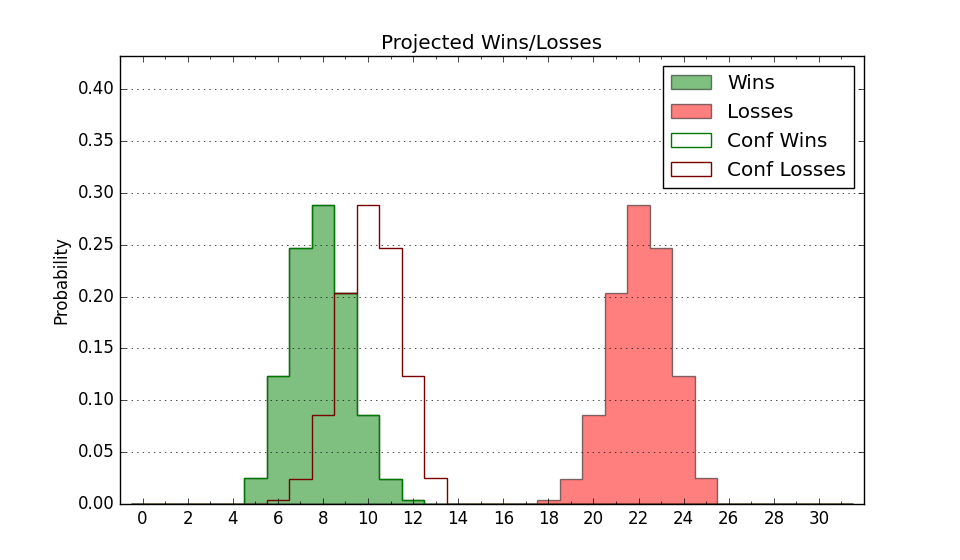 Projected Wins/Losses
Wins
Losses
Conf Wins
Conf Losses
Probability
0.40
0.35
0.30
0.25
0.20
0.15
0.10
0.05
0.00
0 2 4 6 8 10 12 14 16 18 20 22 24 26 28 30